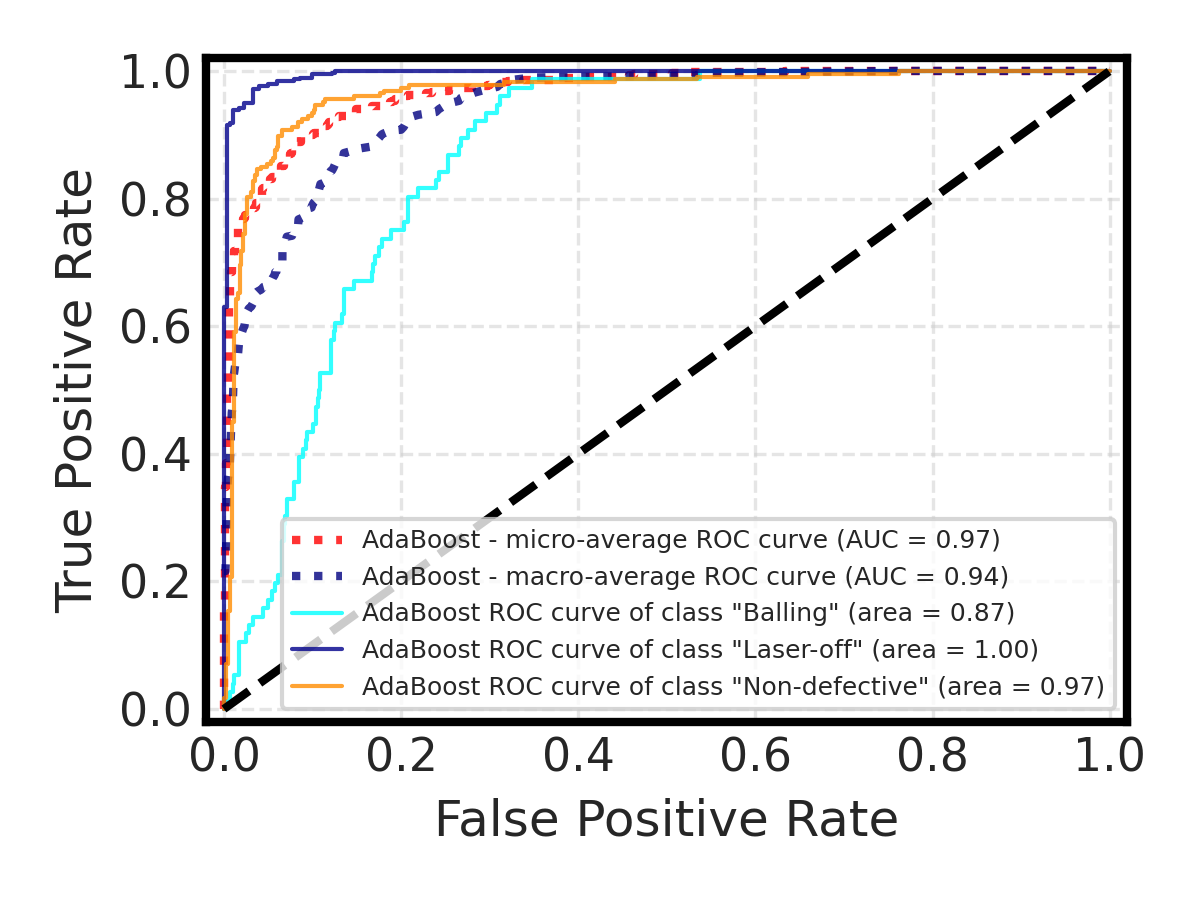 1.0
0.8
0.6
0.4
0.2
0.0
True Positive Rate
AdaBoost - micro-average ROC curve (AUC = 0.97)
AdaBoost - macro-average ROC curve (AUC = 0.94)
AdaBoost ROC curve of class "Balling" (area = 0.87)
AdaBoost ROC curve of class "Laser-off" (area = 1.00)
AdaBoost ROC curve of class "Non-defective" (area = 0.97)
0.0 0.2 0.4 0.6 0.8 1.0
False Positive Rate